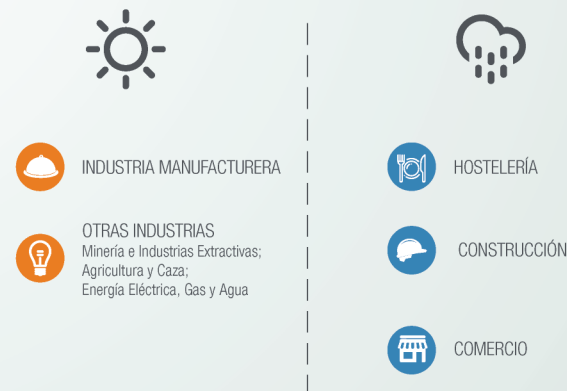 INDUSTRIA MANUFACTURERA
OTRAS INDUSTRIAS
Minería e Industrias Extractivas;
Agricultura y Caza;
Energía Eléctrica, Gas y Agua
HOSTELERÍA
CONSTRUCCIÓN
COMERCIO